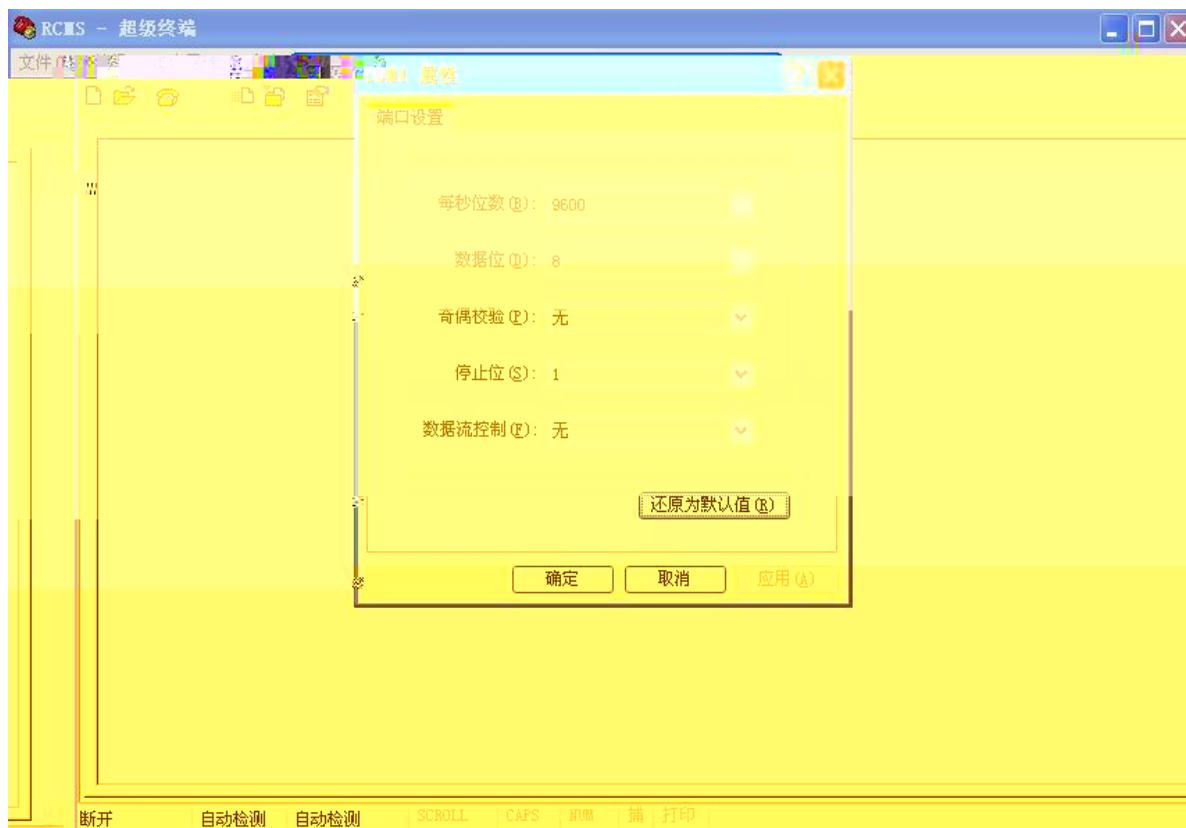 RCMS - 超级终端
文件
属性
端口设置
每秒位数(B): 9600
数据位(D): 8
奇偶校验(P): 无
停止位(S): 1
数据流控制(F): 无
还原为默认值(R)
确定 取消 应用(A)
断开 自动检测 自动检测 SCROLL CAPS NUM 捕 打印